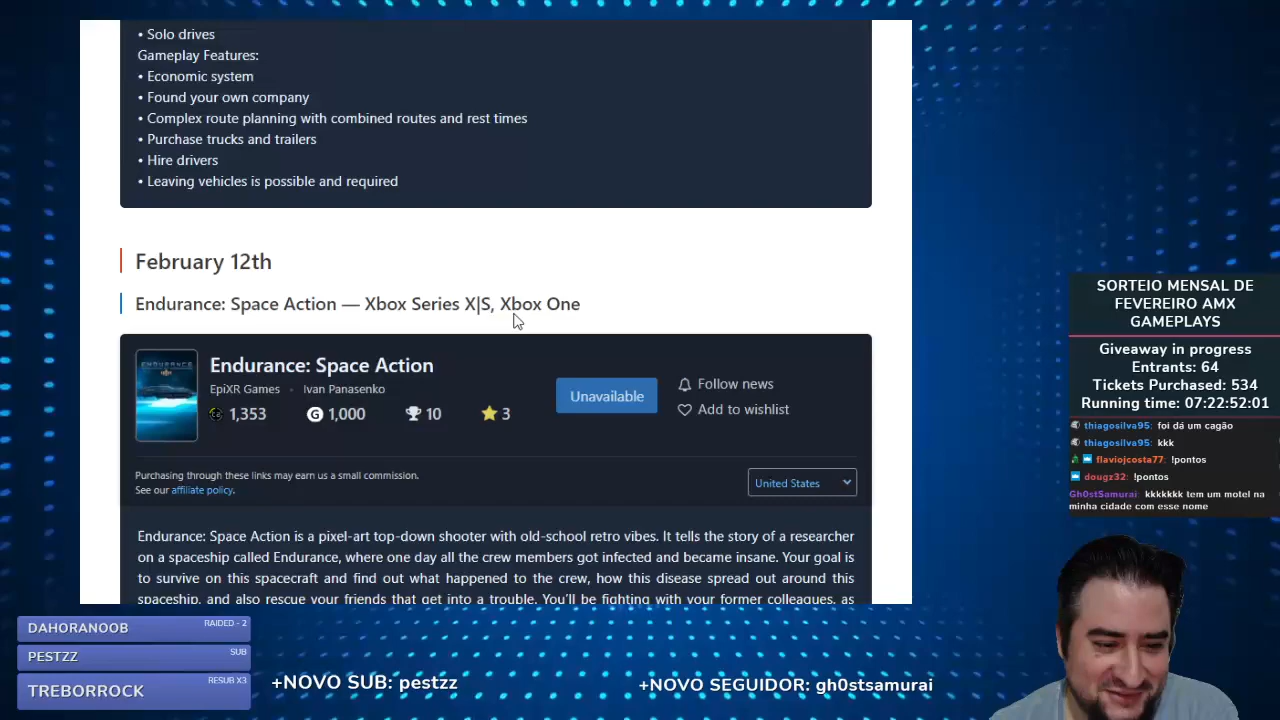 • Solo drives
Gameplay Features:
• Economic system
• Found your own company
• Complex route planning with combined routes and rest times
• Purchase trucks and trailers
• Hire drivers
• Leaving vehicles is possible and required
February 12th
Endurance: Space Action — Xbox Series X|S, Xbox One
ENDURANCE
Endurance: Space Action
EpiXR Games • Ivan Panasenko
1,353 G 1,000 10 3
Unavailable
Follow news
Add to wishlist
Purchasing through these links may earn us a small commission.
See our affiliate policy.
United States
Endurance: Space Action is a pixel-art top-down shooter with old-school retro vibes. It tells the story of a researcher
on a spaceship called Endurance, where one day all the crew members got infected and became insane. Your goal is
to survive on this spacecraft and find out what happened to the crew, how this disease spread out around this
spaceship, and also rescue your friends that get into a trouble. You'll be fighting with your former colleagues, as
SORTEIO MENSAL DE
FEVEREIRO AMX
GAMEPLAYS
Giveaway in progress
Entrants: 64
Tickets Purchased: 534
Running time: 07:22:52:01
thiagosilva95: foi dá um cagão
thiagosilva95: kkk
flaviojcosta77: !pontos
dougz32: !pontos
Gh0stSamurai: kkkkkkk tem um motel na
minha cidade com esse nome
DAHORANOOB RAIDED - 2
PESTZZ SUB
TREBORROCK RESUB X3
+NOVO SUB: pestzz
+NOVO SEGUIDOR: gh0stsamurai